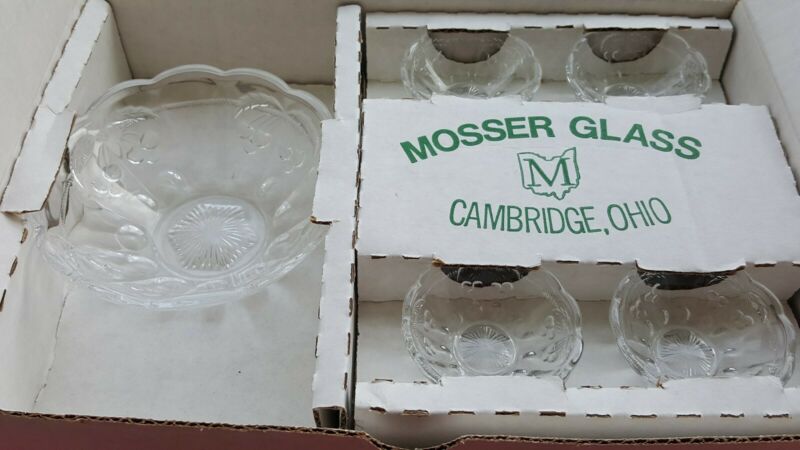 MOSSER GLASS
M
CAMBRIDGE, OHIO